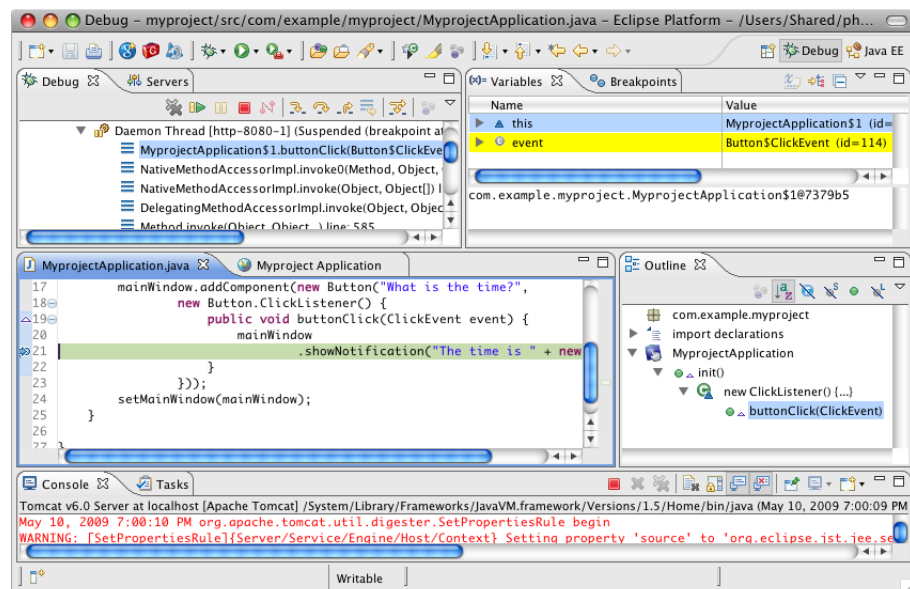 Debug – myproject/src/com/example/myproject/MyprojectApplication.java – Eclipse Platform – /Users/Shared/ph...
Debug Java EE
Debug Servers
Daemon Thread [http-8080-1] (Suspended (breakpoint at
MyprojectApplication$1.buttonClick(Button$ClickEve
NativeMethodAccessorImpl.invoke0(Method, Object,
NativeMethodAccessorImpl.invoke(Object, Object[]) l
DelegatingMethodAccessorImpl.invoke(Object, Objec
Method.invoke(Object, Object...) line: 585
(x)= Variables Breakpoints
Name Value
this MyprojectApplication$1 (id=
event Button$ClickEvent (id=114)
com.example.myproject.MyprojectApplication$1@7379b5
MyprojectApplication.java Myproject Application
17 mainWindow.addComponent(new Button("What is the time?",
18 new Button.ClickListener() {
19 public void buttonClick(ClickEvent event) {
20 mainWindow
21 .showNotification("The time is " + new
22 }
23 }));
24 setMainWindow(mainWindow);
25 }
26
27 }
Outline
com.example.myproject
import declarations
MyprojectApplication
init()
new ClickListener() {...}
buttonClick(ClickEvent)
Console Tasks
Tomcat v6.0 Server at localhost [Apache Tomcat] /System/Library/Frameworks/JavaVM.framework/Versions/1.5/Home/bin/java (May 10, 2009 7:00:09 PM
May 10, 2009 7:00:10 PM org.apache.tomcat.util.digester.SetPropertiesRule begin
WARNING: [SetPropertiesRule]{Server/Service/Engine/Host/Context} Setting property 'source' to 'org.eclipse.jst.jee.se
Writable